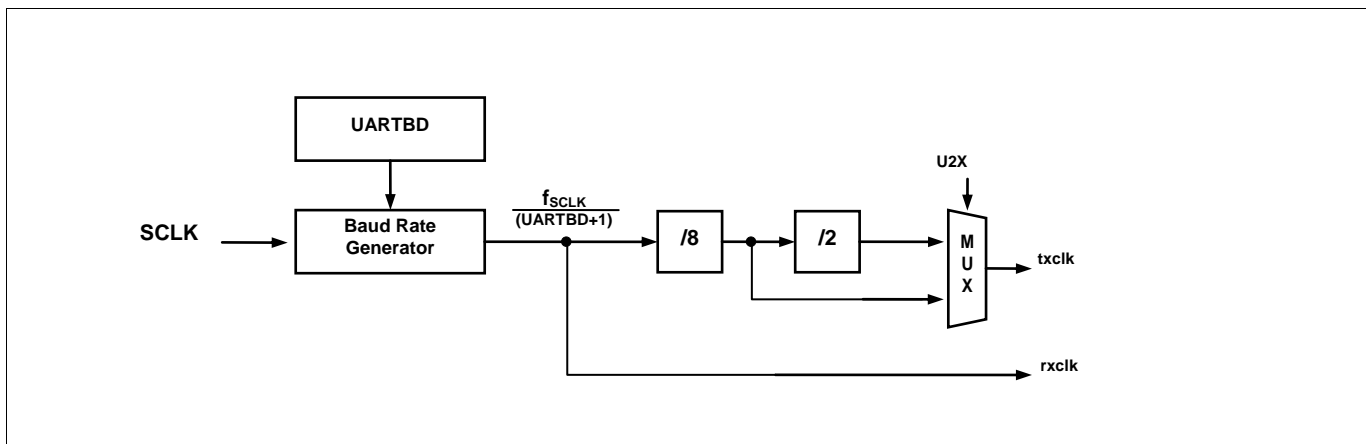 UARTBD
U2X
SCLK
Baud Rate
Generator
fSCLK
(UARTBD+1)
/8
/2
M
U
X
txclk
rxclk